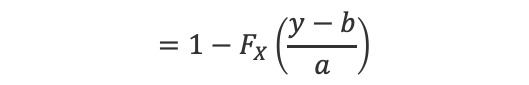 = 1 − F_X ((y − b)/a)